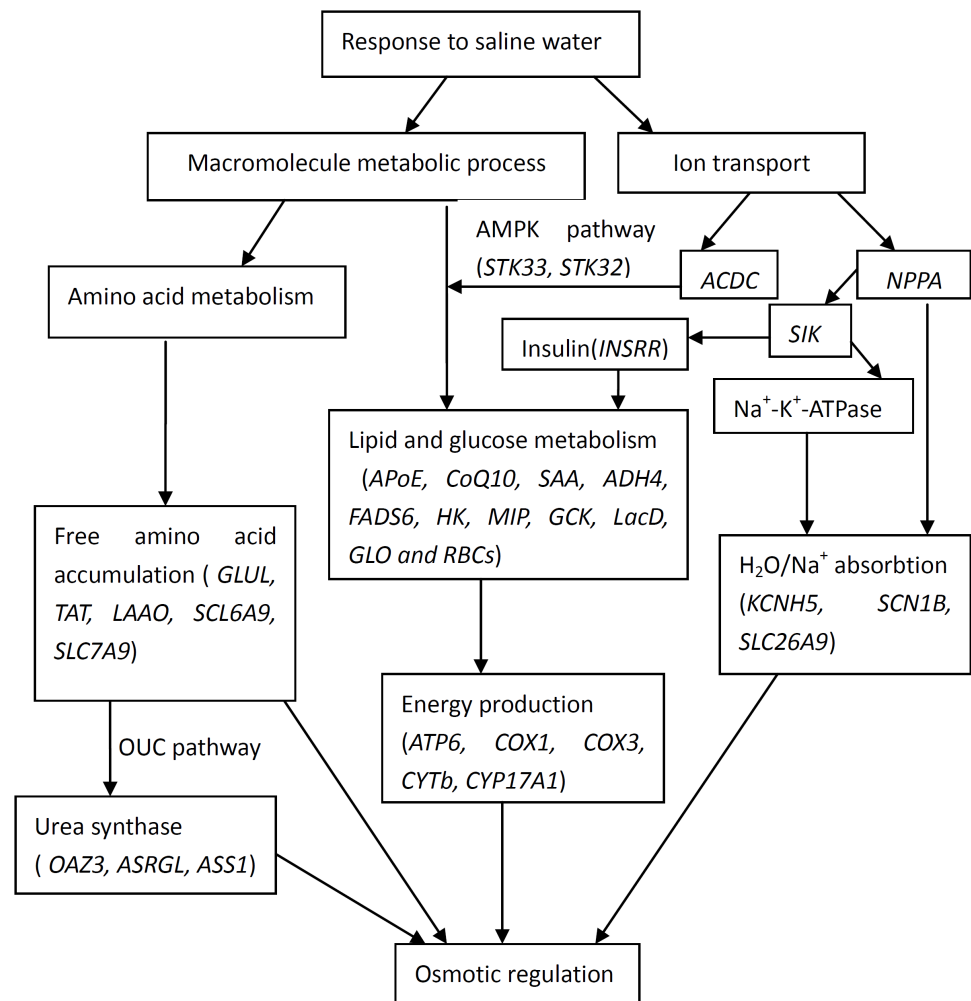 Response to saline water
Macromolecule metabolic process
Ion transport
AMPK pathway
(STK33, STK32)
ACDC
NPPA
Amino acid metabolism
SIK
Insulin(INSRR)
Na⁺-K⁺-ATPase
Lipid and glucose metabolism
(APoE, CoQ10, SAA, ADH4,
FADS6, HK, MIP, GCK, LacD,
GLO and RBCs)
Free amino acid
accumulation ( GLUL,
TAT, LAAO, SCL6A9,
SLC7A9)
H₂O/Na⁺ absorbtion
(KCNH5, SCN1B,
SLC26A9)
Energy production
(ATP6, COX1, COX3,
CYTb, CYP17A1)
OUC pathway
Urea synthase
( OAZ3, ASRGL, ASS1)
Osmotic regulation